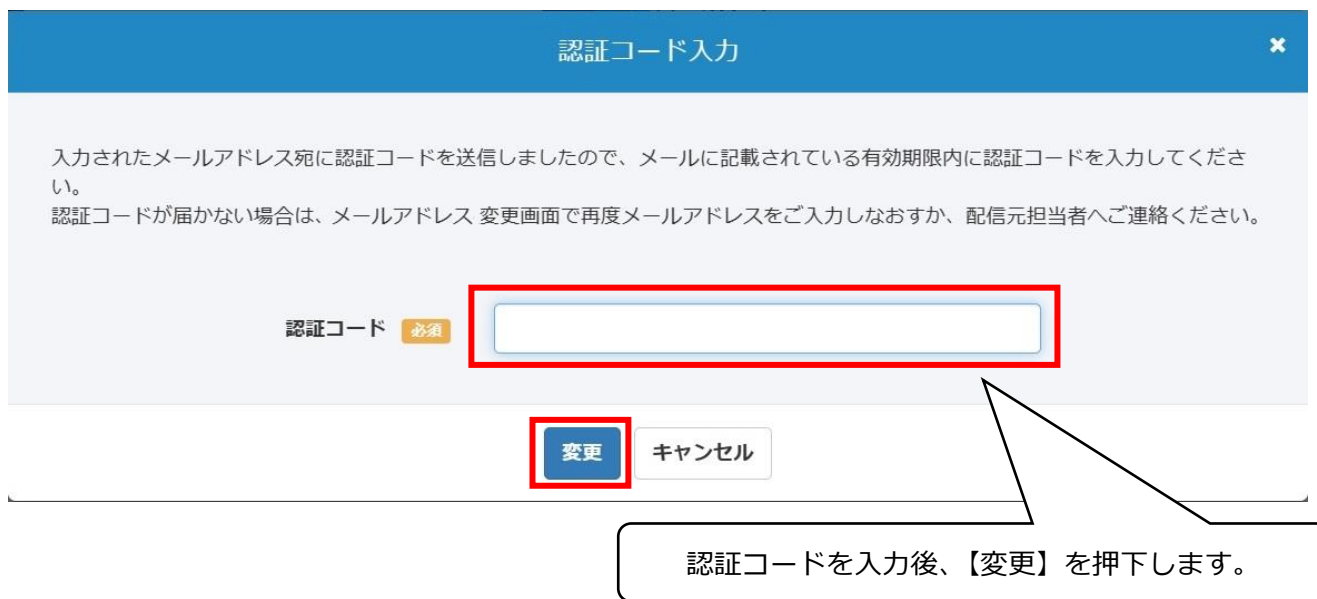 認証コード入力
×
入力されたメールアドレス宛に認証コードを送信しましたので、メールに記載されている有効期限内に認証コードを入力してくださ
い。
認証コードが届かない場合は、メールアドレス 変更画面で再度メールアドレスをご入力しなおすか、配信元担当者へご連絡ください。
認証コード 必須
変更 キャンセル
認証コードを入力後、【変更】を押下します。